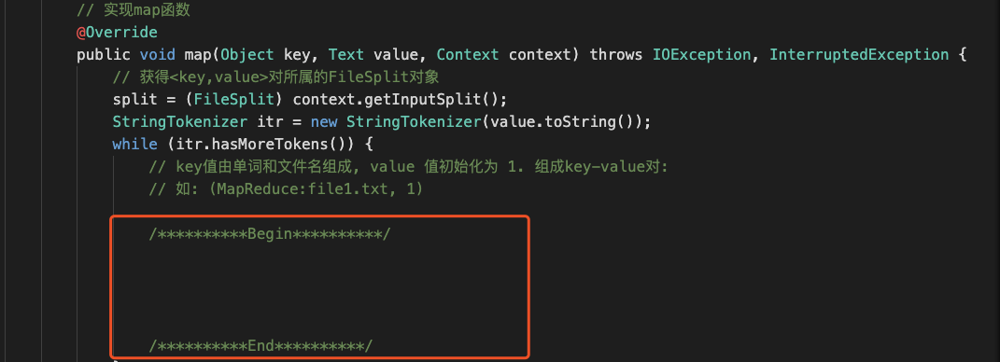 // 实现map函数
@Override
public void map(Object key, Text value, Context context) throws IOException, InterruptedException {
// 获得<key,value>对所属的FileSplit对象
split = (FileSplit) context.getInputSplit();
StringTokenizer itr = new StringTokenizer(value.toString());
while (itr.hasMoreTokens()) {
// key值由单词和文件名组成, value 值初始化为 1. 组成key-value对:
// 如: (MapReduce:file1.txt, 1)
/**********Begin**********/
/**********End**********/